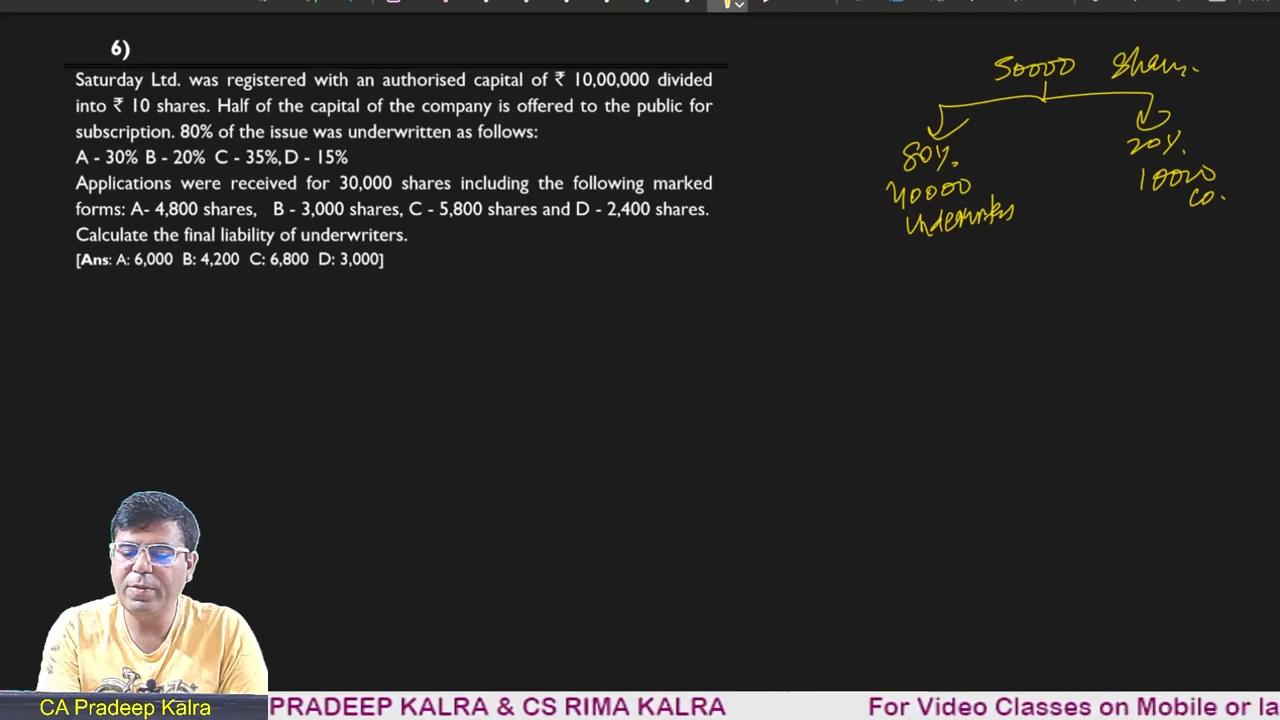 6)
Saturday Ltd. was registered with an authorised capital of ₹ 10,00,000 divided
into ₹ 10 shares. Half of the capital of the company is offered to the public for
subscription. 80% of the issue was underwritten as follows:
A - 30% B - 20% C - 35%, D - 15%
Applications were received for 30,000 shares including the following marked
forms: A- 4,800 shares, B - 3,000 shares, C - 5,800 shares and D - 2,400 shares.
Calculate the final liability of underwriters.
[Ans: A: 6,000 B: 4,200 C: 6,800 D: 3,000]
50000
80%.
20%.
40000
10000
Co.
CA Pradeep Kalra
PRADEEP KALRA & CS RIMA KALRA
For Video Classes on Mobile or la